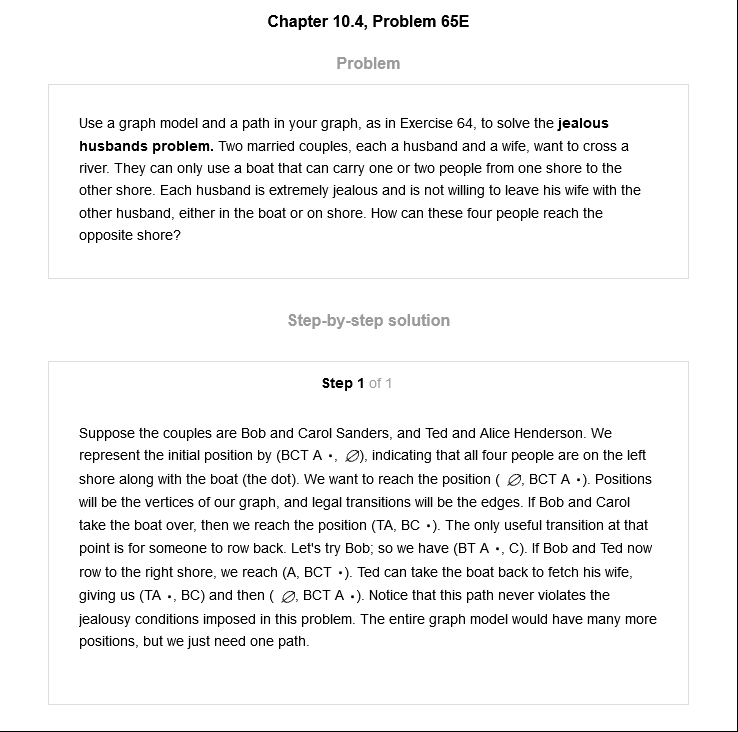 Chapter 10.4, Problem 65E
Problem
Use a graph model and a path in your graph, as in Exercise 64, to solve the jealous
husbands problem. Two married couples, each a husband and a wife, want to cross a
river. They can only use a boat that can carry one or two people from one shore to the
other shore. Each husband is extremely jealous and is not willing to leave his wife with the
other husband, either in the boat or on shore. How can these four people reach the
opposite shore?
Step-by-step solution
Step 1 of 1
Suppose the couples are Bob and Carol Sanders, and Ted and Alice Henderson. We
represent the initial position by (BCT A •, ∅), indicating that all four people are on the left
shore along with the boat (the dot). We want to reach the position ( ∅, BCT A •). Positions
will be the vertices of our graph, and legal transitions will be the edges. If Bob and Carol
take the boat over, then we reach the position (TA, BC •). The only useful transition at that
point is for someone to row back. Let's try Bob; so we have (BT A •, C). If Bob and Ted now
row to the right shore, we reach (A, BCT •). Ted can take the boat back to fetch his wife,
giving us (TA •, BC) and then ( ∅, BCT A •). Notice that this path never violates the
jealousy conditions imposed in this problem. The entire graph model would have many more
positions, but we just need one path.